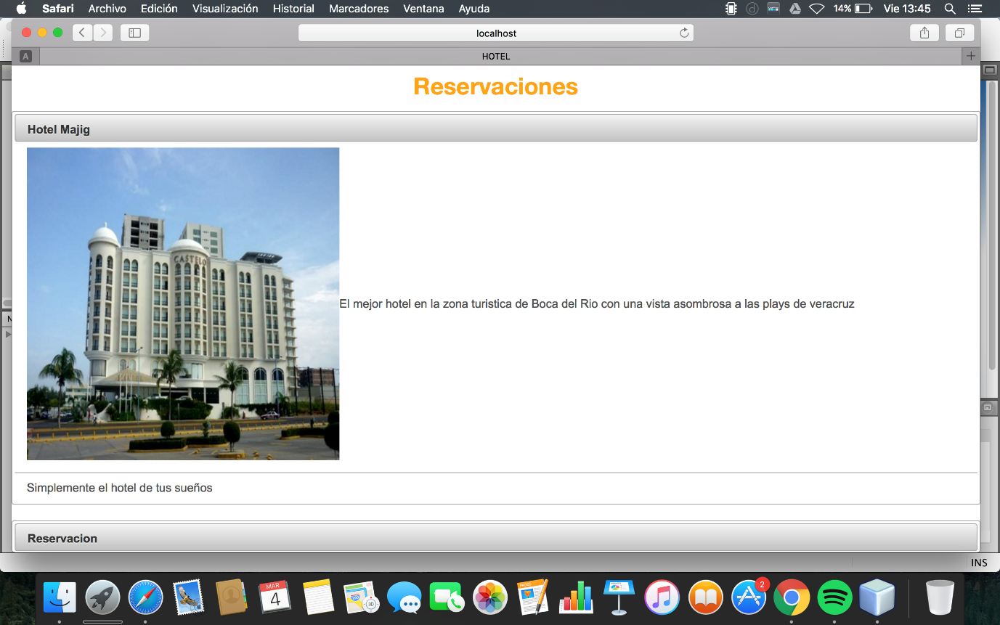 Safari Archivo Edición Visualización Historial Marcadores Ventana Ayuda 14% Vie 13:45
localhost
A HOTEL
Reservaciones
Hotel Majig
CASTELO
El mejor hotel en la zona turistica de Boca del Rio con una vista asombrosa a las plays de veracruz
Simplemente el hotel de tus sueños
Reservacion
INS
MAR
4
PAGES
3D
2